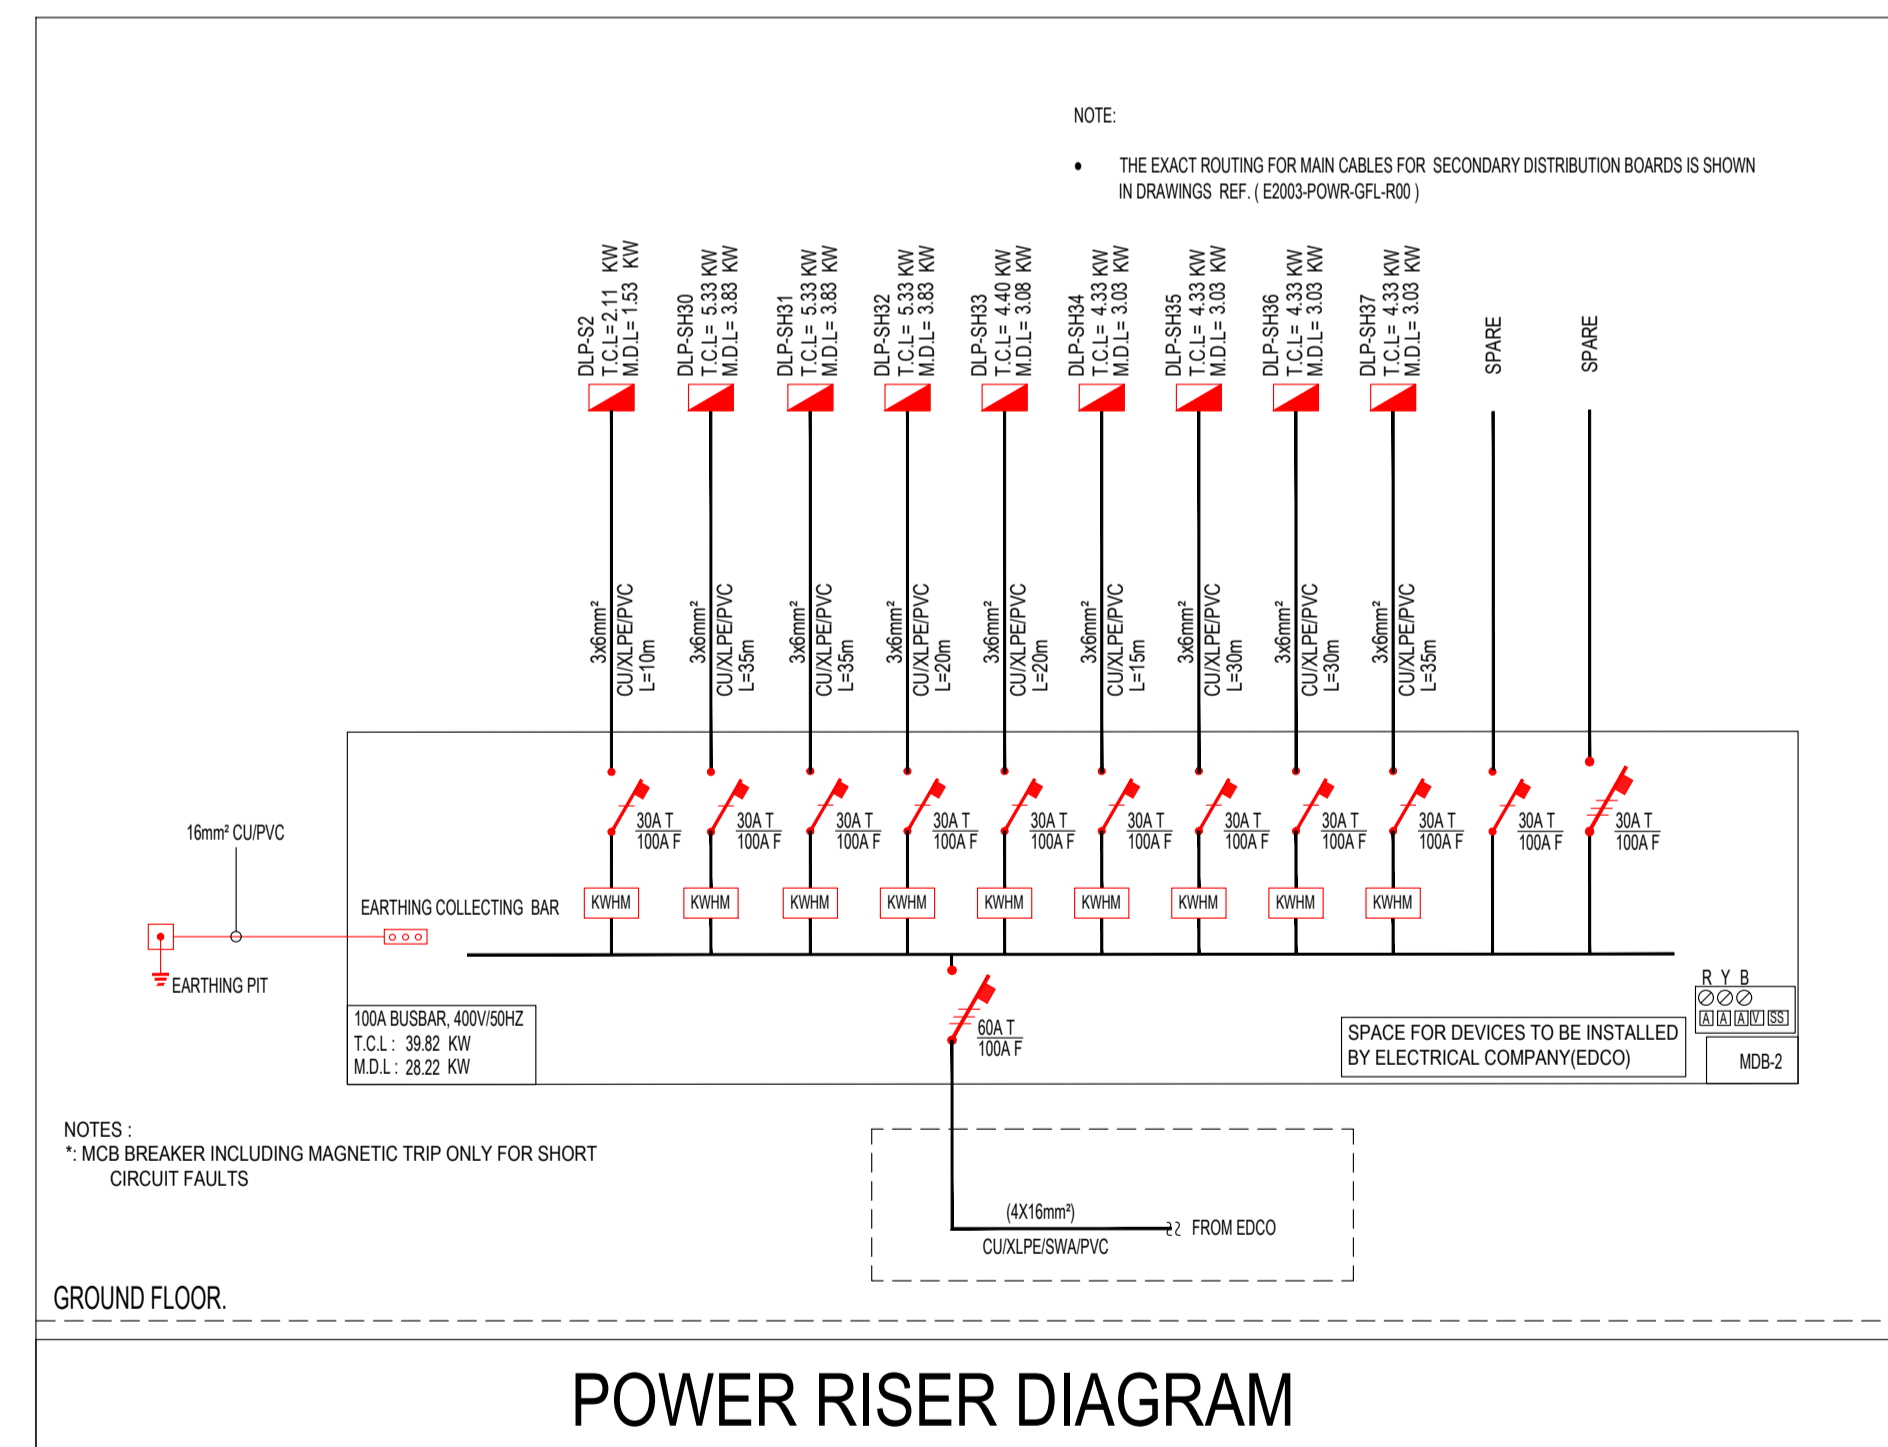 NOTE:
• THE EXACT ROUTING FOR MAIN CABLES FOR SECONDARY DISTRIBUTION BOARDS IS SHOWN
IN DRAWINGS REF. ( E2003-POWR-GFL-R00 )
DLP-S2
T.C.L= 2.11 KW
M.D.L= 1.53 KW
DLP-SH30
T.C.L= 5.33 KW
M.D.L= 3.83 KW
DLP-SH31
T.C.L= 5.33 KW
M.D.L= 3.83 KW
DLP-SH32
T.C.L= 5.33 KW
M.D.L= 3.83 KW
DLP-SH33
T.C.L= 4.40 KW
M.D.L= 3.08 KW
DLP-SH34
T.C.L= 4.33 KW
M.D.L= 3.03 KW
DLP-SH35
T.C.L= 4.33 KW
M.D.L= 3.03 KW
DLP-SH36
T.C.L= 4.33 KW
M.D.L= 3.03 KW
DLP-SH37
T.C.L= 4.33 KW
M.D.L= 3.03 KW
SPARE
SPARE
3x6mm²
CU/XLPE/PVC
L=10m
3x6mm²
CU/XLPE/PVC
L=35m
3x6mm²
CU/XLPE/PVC
L=35m
3x6mm²
CU/XLPE/PVC
L=20m
3x6mm²
CU/XLPE/PVC
L=20m
3x6mm²
CU/XLPE/PVC
L=15m
3x6mm²
CU/XLPE/PVC
L=30m
3x6mm²
CU/XLPE/PVC
L=30m
3x6mm²
CU/XLPE/PVC
L=35m
30A T
100A F
30A T
100A F
30A T
100A F
30A T
100A F
30A T
100A F
30A T
100A F
30A T
100A F
30A T
100A F
30A T
100A F
30A T
100A F
30A T
100A F
16mm² CU/PVC
KWHM
KWHM
KWHM
KWHM
KWHM
KWHM
KWHM
KWHM
KWHM
EARTHING COLLECTING BAR
EARTHING PIT
R Y B
A A A V SS
100A BUSBAR, 400V/50HZ
T.C.L : 39.82 KW
M.D.L : 28.22 KW
60A T
100A F
SPACE FOR DEVICES TO BE INSTALLED
BY ELECTRICAL COMPANY(EDCO)
MDB-2
NOTES :
*: MCB BREAKER INCLUDING MAGNETIC TRIP ONLY FOR SHORT
CIRCUIT FAULTS
(4X16mm²)
CU/XLPE/SWA/PVC
FROM EDCO
GROUND FLOOR.
POWER RISER DIAGRAM